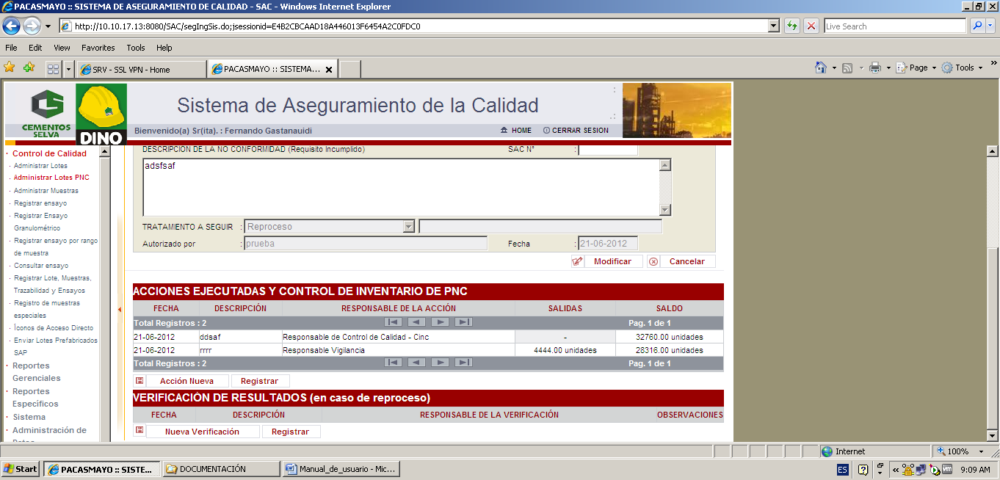 PACASMAYO :: SISTEMA DE ASEGURAMIENTO DE CALIDAD - SAC - Windows Internet Explorer
http://10.10.17.13:8080/SAC/segIngSis.do;jsessionid=E4B2CBCAAD18A446013F6454A2C0FDC0
Live Search
File Edit View Favorites Tools Help
SRV - SSL VPN - Home
PACASMAYO :: SISTEMA...
Page Tools
CEMENTOS SELVA
DINO
Sistema de Aseguramiento de la Calidad
Bienvenido(a) Sr(ita). : Fernando Gastanauidi
HOME CERRAR SESION
· Control de Calidad
· Administrar Lotes
· Administrar Lotes PNC
· Administrar Muestras
· Registrar ensayo
· Registrar Ensayo
Granulométrico
· Registrar ensayo por rango
de muestra
· Consultar ensayo
· Registrar Lote, Muestras,
Trazabilidad y Ensayos
· Registro de muestras
especiales
· Íconos de Acceso Directo
· Enviar Lotes Prefabricados
SAP
· Reportes
Gerenciales
· Reportes
Específicos
· Sistema
· Administración de
DESCRIPCION DE LA NO CONFORMIDAD (Requisito Incumplido) SAC N° :
adsfsaf
TRATAMIENTO A SEGUIR : Reproceso
Autorizado por : prueba Fecha : 21-06-2012
Modificar Cancelar
ACCIONES EJECUTADAS Y CONTROL DE INVENTARIO DE PNC
FECHA DESCRIPCIÓN RESPONSABLE DE LA ACCIÓN SALIDAS SALDO
Total Registros : 2 Pag. 1 de 1
21-06-2012 ddsaf Responsable de Control de Calidad - Cinc - 32760.00 unidades
21-06-2012 rrrr Responsable Vigilancia 4444.00 unidades 28316.00 unidades
Total Registros : 2 Pag. 1 de 1
Acción Nueva Registrar
VERIFICACIÓN DE RESULTADOS (en caso de reproceso)
FECHA DESCRIPCIÓN RESPONSABLE DE LA VERIFICACIÓN OBSERVACIONES
Nueva Verificación Registrar
Internet 100%
Start PACASMAYO :: SISTE... DOCUMENTACIÓN Manual_de_usuario - Mic... ES 9:09 AM